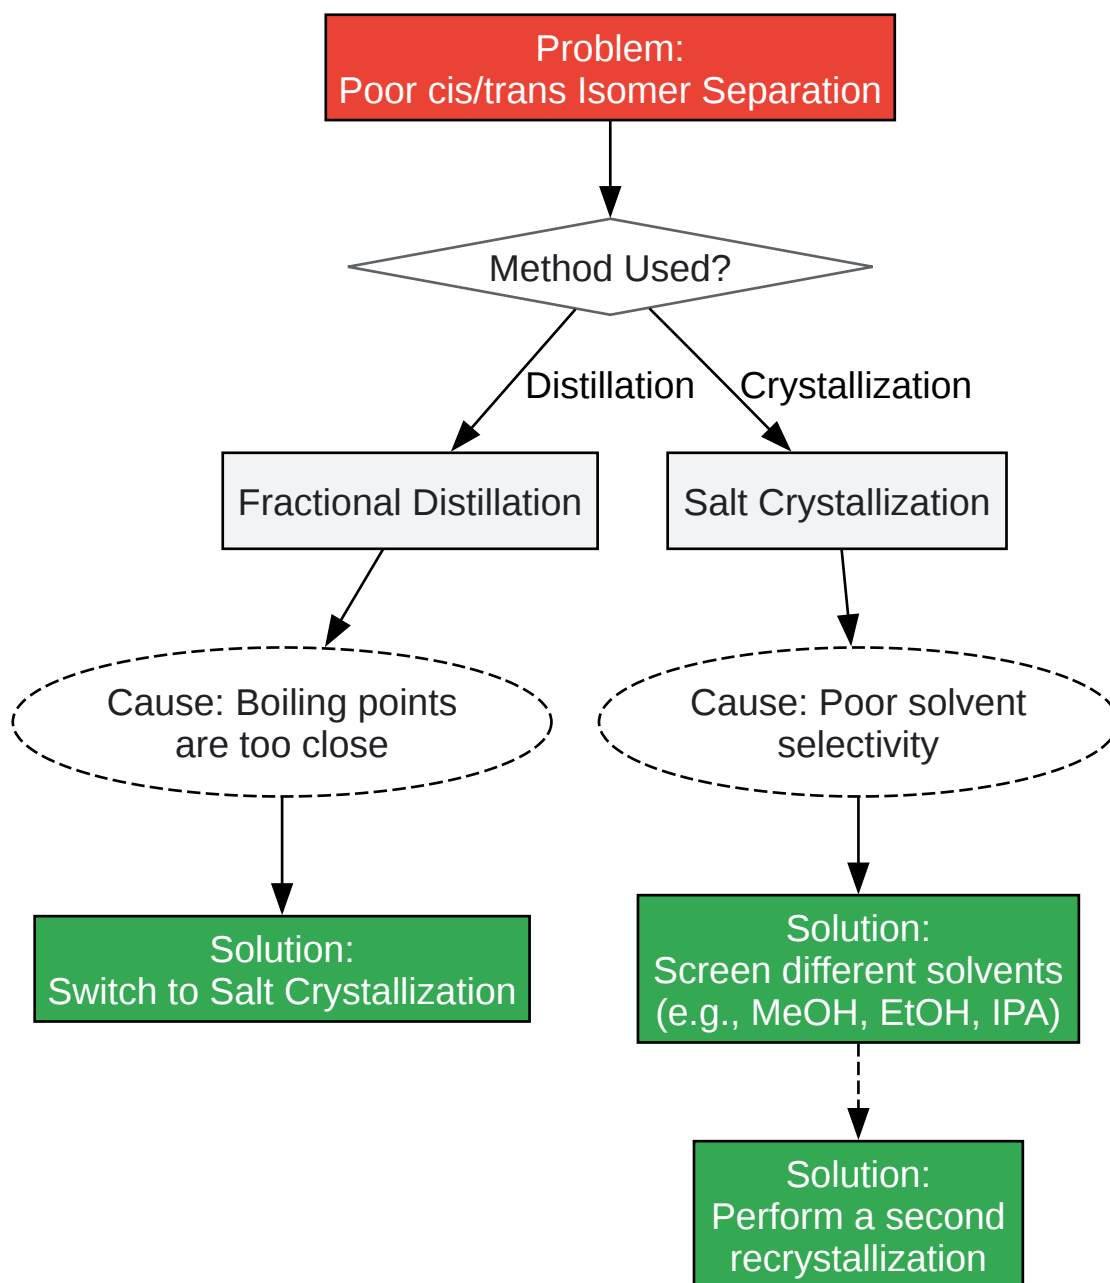 Problem:
Poor cis/trans Isomer Separation
Method Used?
Distillation
Crystallization
Fractional Distillation
Salt Crystallization
Cause: Boiling points
are too close
Cause: Poor solvent
selectivity
Solution:
Switch to Salt Crystallization
Solution:
Screen different solvents
(e.g., MeOH, EtOH, IPA)
Solution:
Perform a second
recrystallization